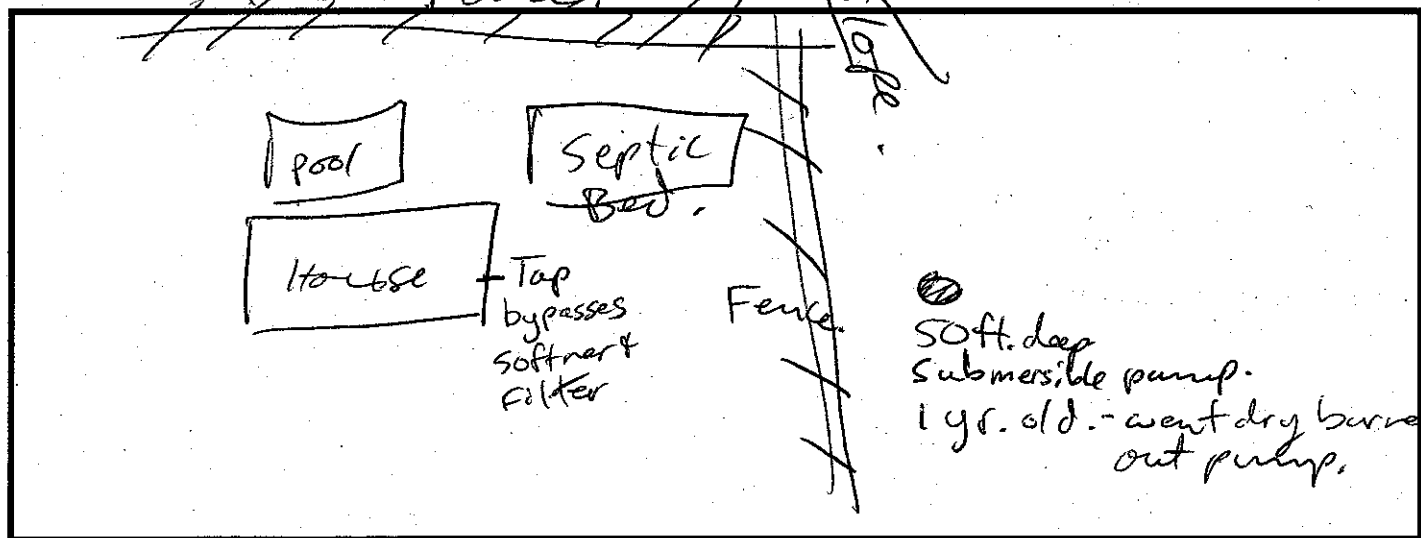 Slope.
pool
Septic
Bed.
House
Tap
bypasses
softner &
filter
Fence.
50ft. deep
submersible pump.
1 yr. old. - went dry
out pump.